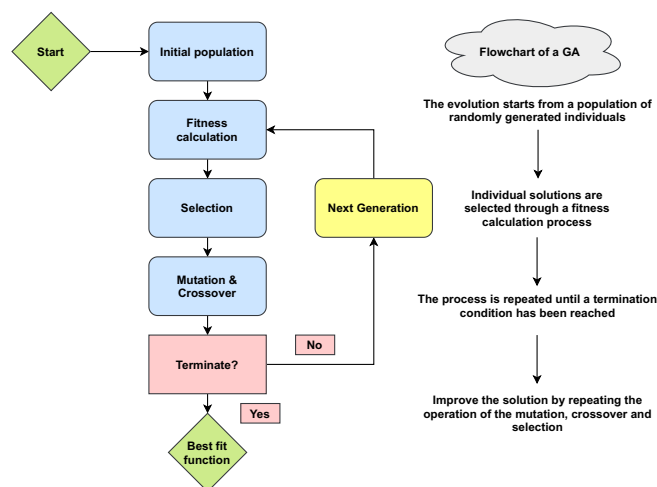 Start
Initial population
Fitness
calculation
Selection
Next Generation
Mutation &
Crossover
Terminate?
No
Yes
Best fit
function
Flowchart of a GA
The evolution starts from a population of
randomly generated individuals
Individual solutions are
selected through a fitness
calculation process
The process is repeated until a termination
condition has been reached
Improve the solution by repeating the
operation of the mutation, crossover and
selection